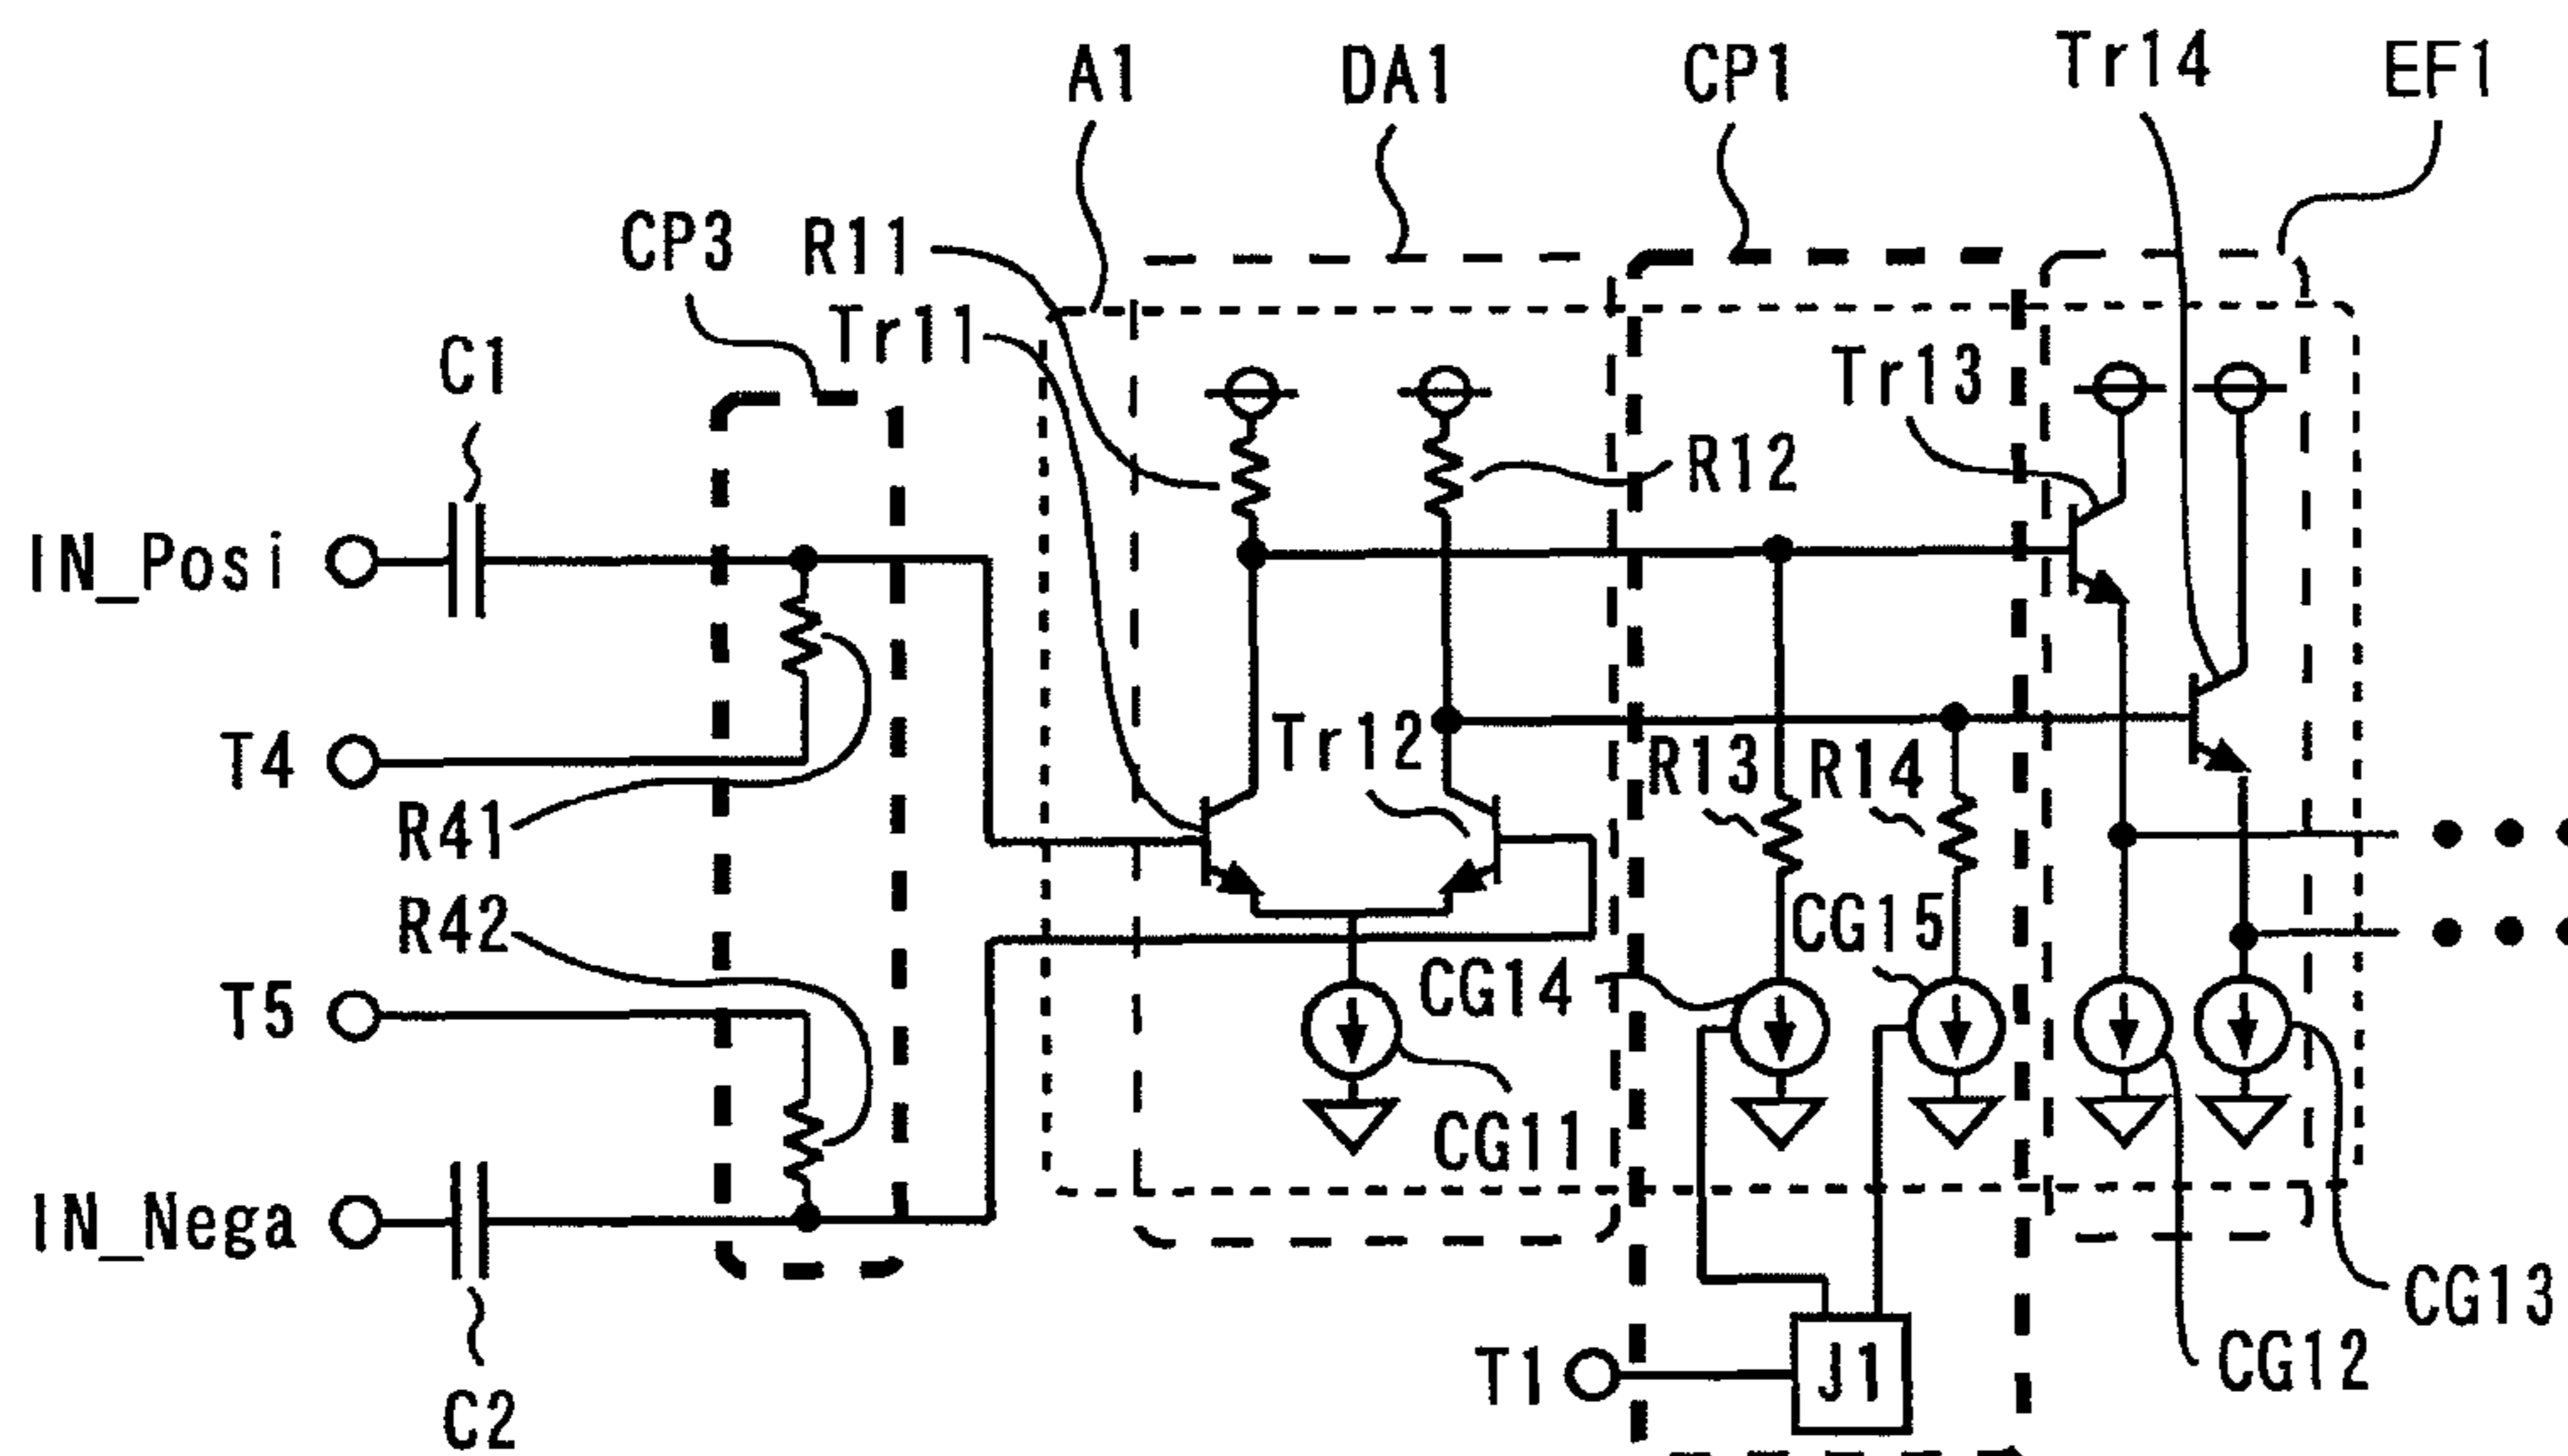 A1
DA1
CP1
Tr14
EF1
CP3
R11
Tr11
C1
Tr13
R12
IN_Posi
T4
Tr12
R13
R14
R41
R42
CG15
CG14
T5
CG11
IN_Nega
CG13
T1
J1
CG12
C2